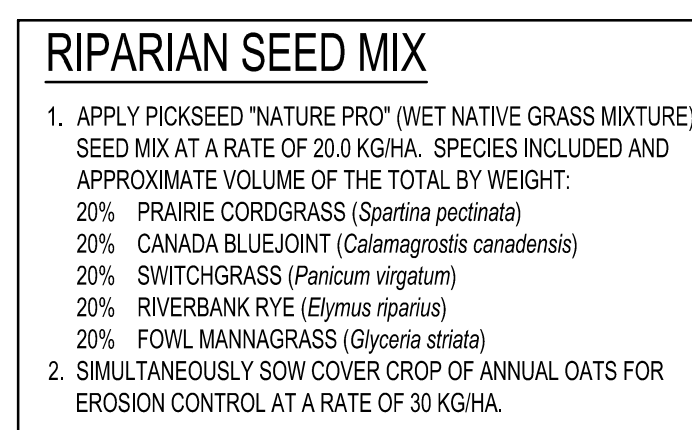 RIPARIAN SEED MIX
1. APPLY PICKSEED "NATURE PRO" (WET NATIVE GRASS MIXTURE)
SEED MIX AT A RATE OF 20.0 KG/HA. SPECIES INCLUDED AND
APPROXIMATE VOLUME OF THE TOTAL BY WEIGHT:
20% PRAIRIE CORDGRASS (Spartina pectinata)
20% CANADA BLUEJOINT (Calamagrostis canadensis)
20% SWITCHGRASS (Panicum virgatum)
20% RIVERBANK RYE (Elymus riparius)
20% FOWL MANNAGRASS (Glyceria striata)
2. SIMULTANEOUSLY SOW COVER CROP OF ANNUAL OATS FOR
EROSION CONTROL AT A RATE OF 30 KG/HA.